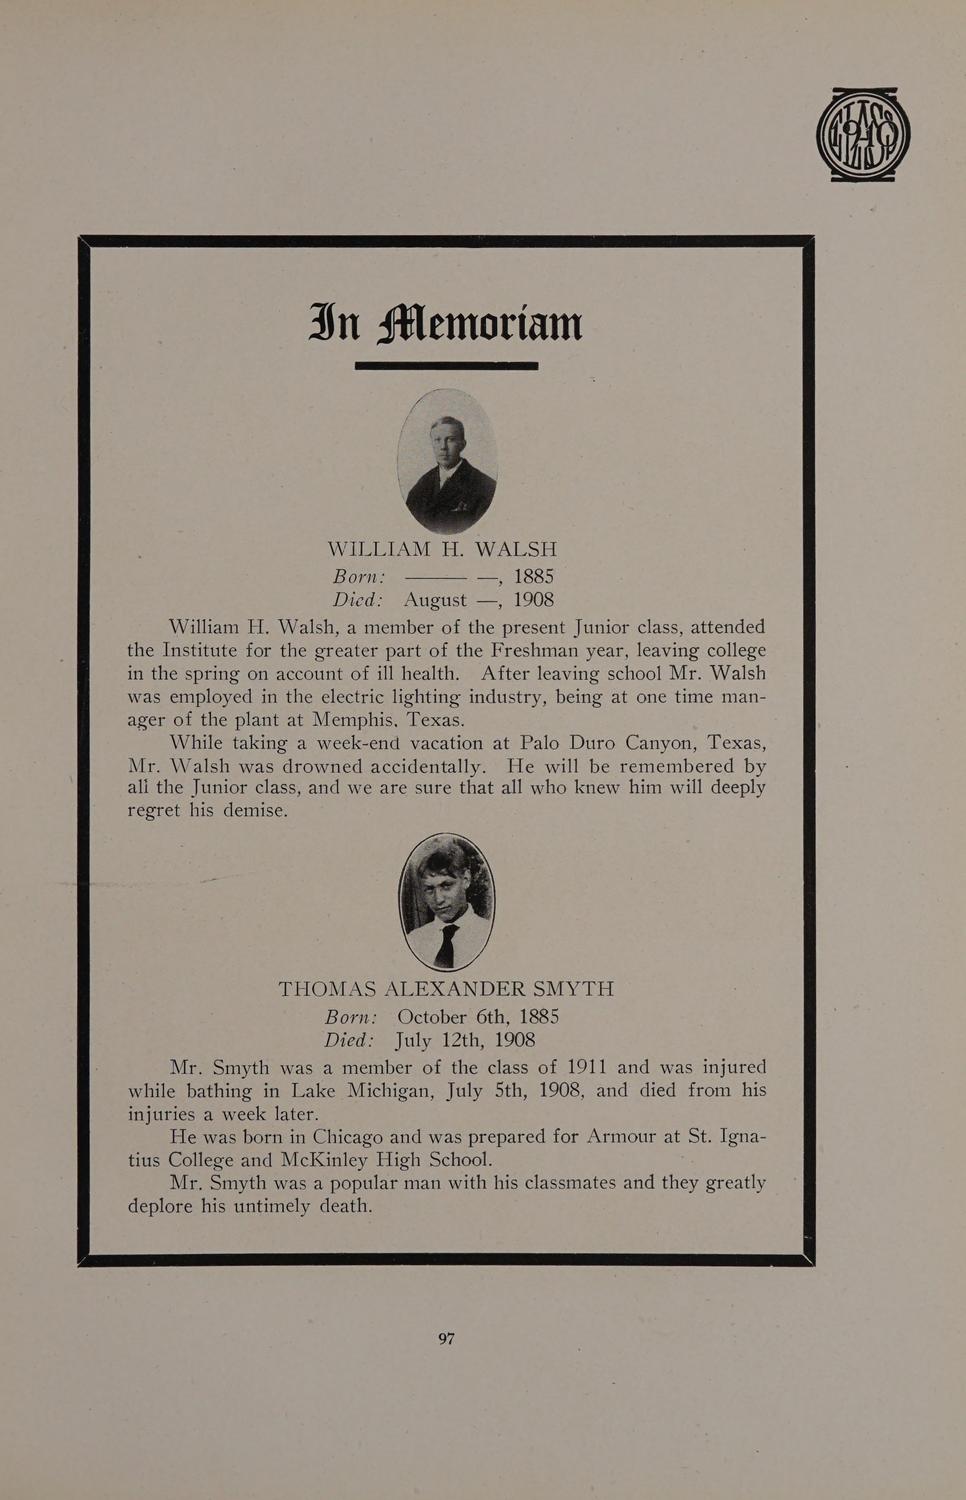 In Memoriam
WILLIAM H. WALSH
Born: ——— —, 1885
Died: August —, 1908
William H. Walsh, a member of the present Junior class, attended
the Institute for the greater part of the Freshman year, leaving college
in the spring on account of ill health. After leaving school Mr. Walsh
was employed in the electric lighting industry, being at one time man-
ager of the plant at Memphis, Texas.
While taking a week-end vacation at Palo Duro Canyon, Texas,
Mr. Walsh was drowned accidentally. He will be remembered by
all the Junior class, and we are sure that all who knew him will deeply
regret his demise.
THOMAS ALEXANDER SMYTH
Born: October 6th, 1885
Died: July 12th, 1908
Mr. Smyth was a member of the class of 1911 and was injured
while bathing in Lake Michigan, July 5th, 1908, and died from his
injuries a week later.
He was born in Chicago and was prepared for Armour at St. Igna-
tius College and McKinley High School.
Mr. Smyth was a popular man with his classmates and they greatly
deplore his untimely death.
97